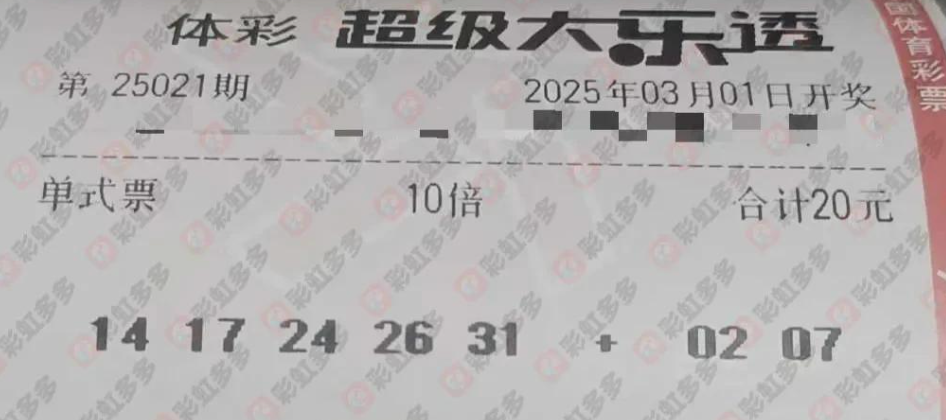 体彩 超级大乐透
第 25021期 2025年03月01日开奖
单式票 10倍 合计20元
14 17 24 26 31 + 02 07
国体育彩票
彩虹多多